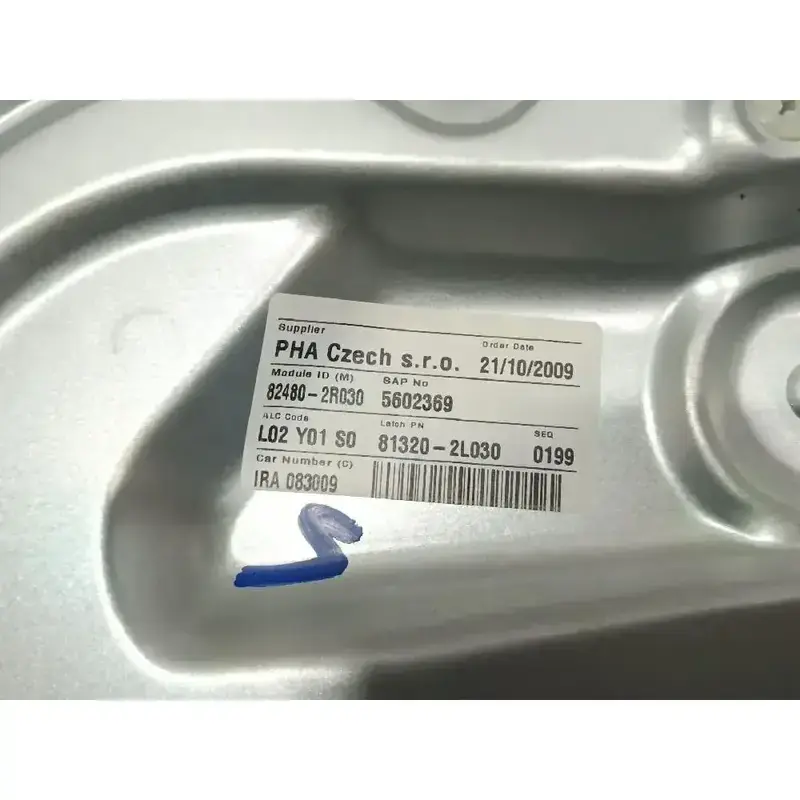 Supplier Order Date
PHA Czech s.r.o. 21/10/2009
Module ID (M) SAP No
82480-2R030 5602369
ALC Code Latch PN SEQ
L02 Y01 S0 81320-2L030 0199
Car Number (C)
IRA 083009